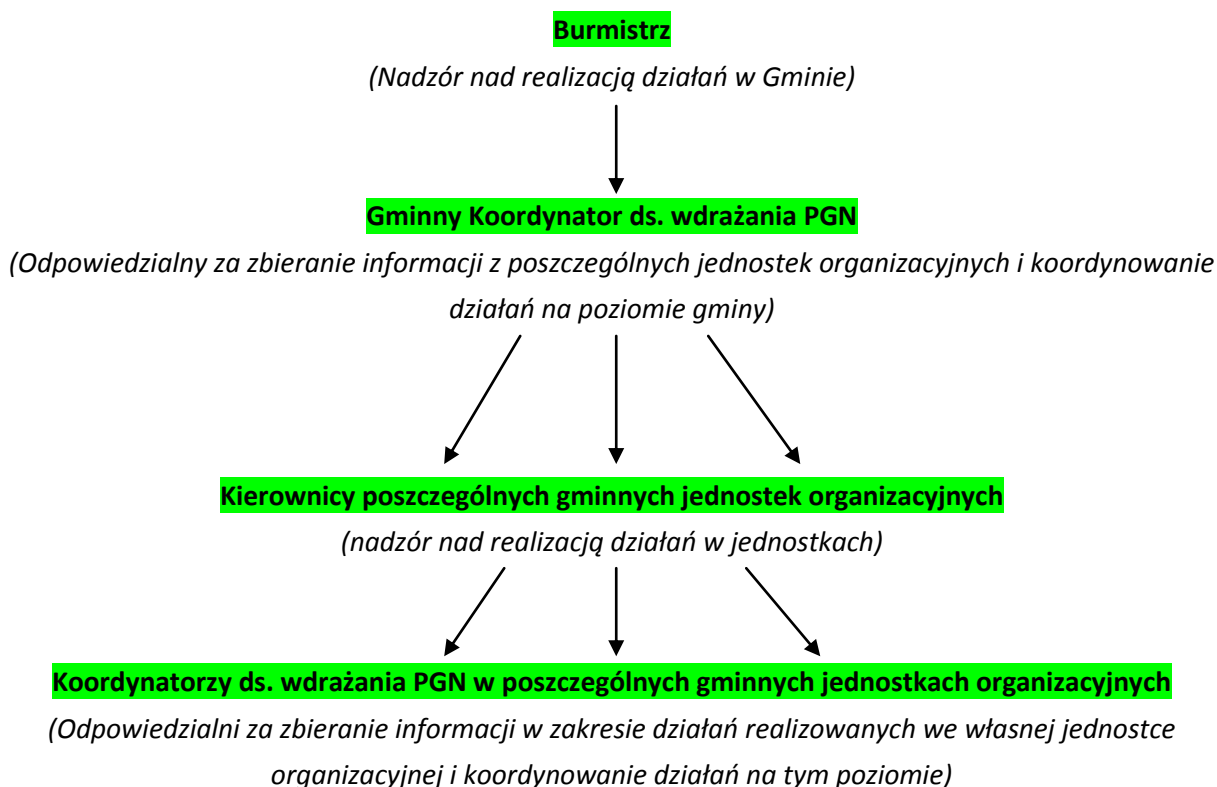 Burmistrz
(Nadzór nad realizacją działań w Gminie)
Gminny Koordynator ds. wdrażania PGN
(Odpowiedzialny za zbieranie informacji z poszczególnych jednostek organizacyjnych i koordynowanie
działań na poziomie gminy)
Kierownicy poszczególnych gminnych jednostek organizacyjnych
(nadzór nad realizacją działań w jednostkach)
Koordynatorzy ds. wdrażania PGN w poszczególnych gminnych jednostkach organizacyjnych
(Odpowiedzialni za zbieranie informacji w zakresie działań realizowanych we własnej jednostce
organizacyjnej i koordynowanie działań na tym poziomie)